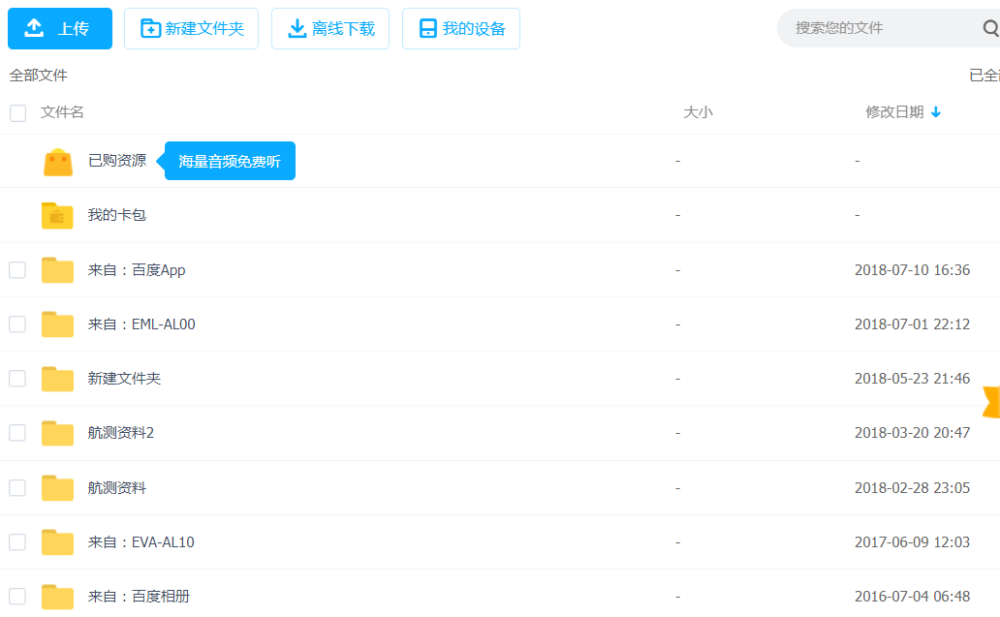 上传 新建文件夹 离线下载 我的设备 搜索您的文件
全部文件 已全
文件名 大小 修改日期
已购资源 海量音频免费听 - -
我的卡包 - -
来自：百度App - 2018-07-10 16:36
来自：EML-AL00 - 2018-07-01 22:12
新建文件夹 - 2018-05-23 21:46
航测资料2 - 2018-03-20 20:47
航测资料 - 2018-02-28 23:05
来自：EVA-AL10 - 2017-06-09 12:03
来自：百度相册 - 2016-07-04 06:48